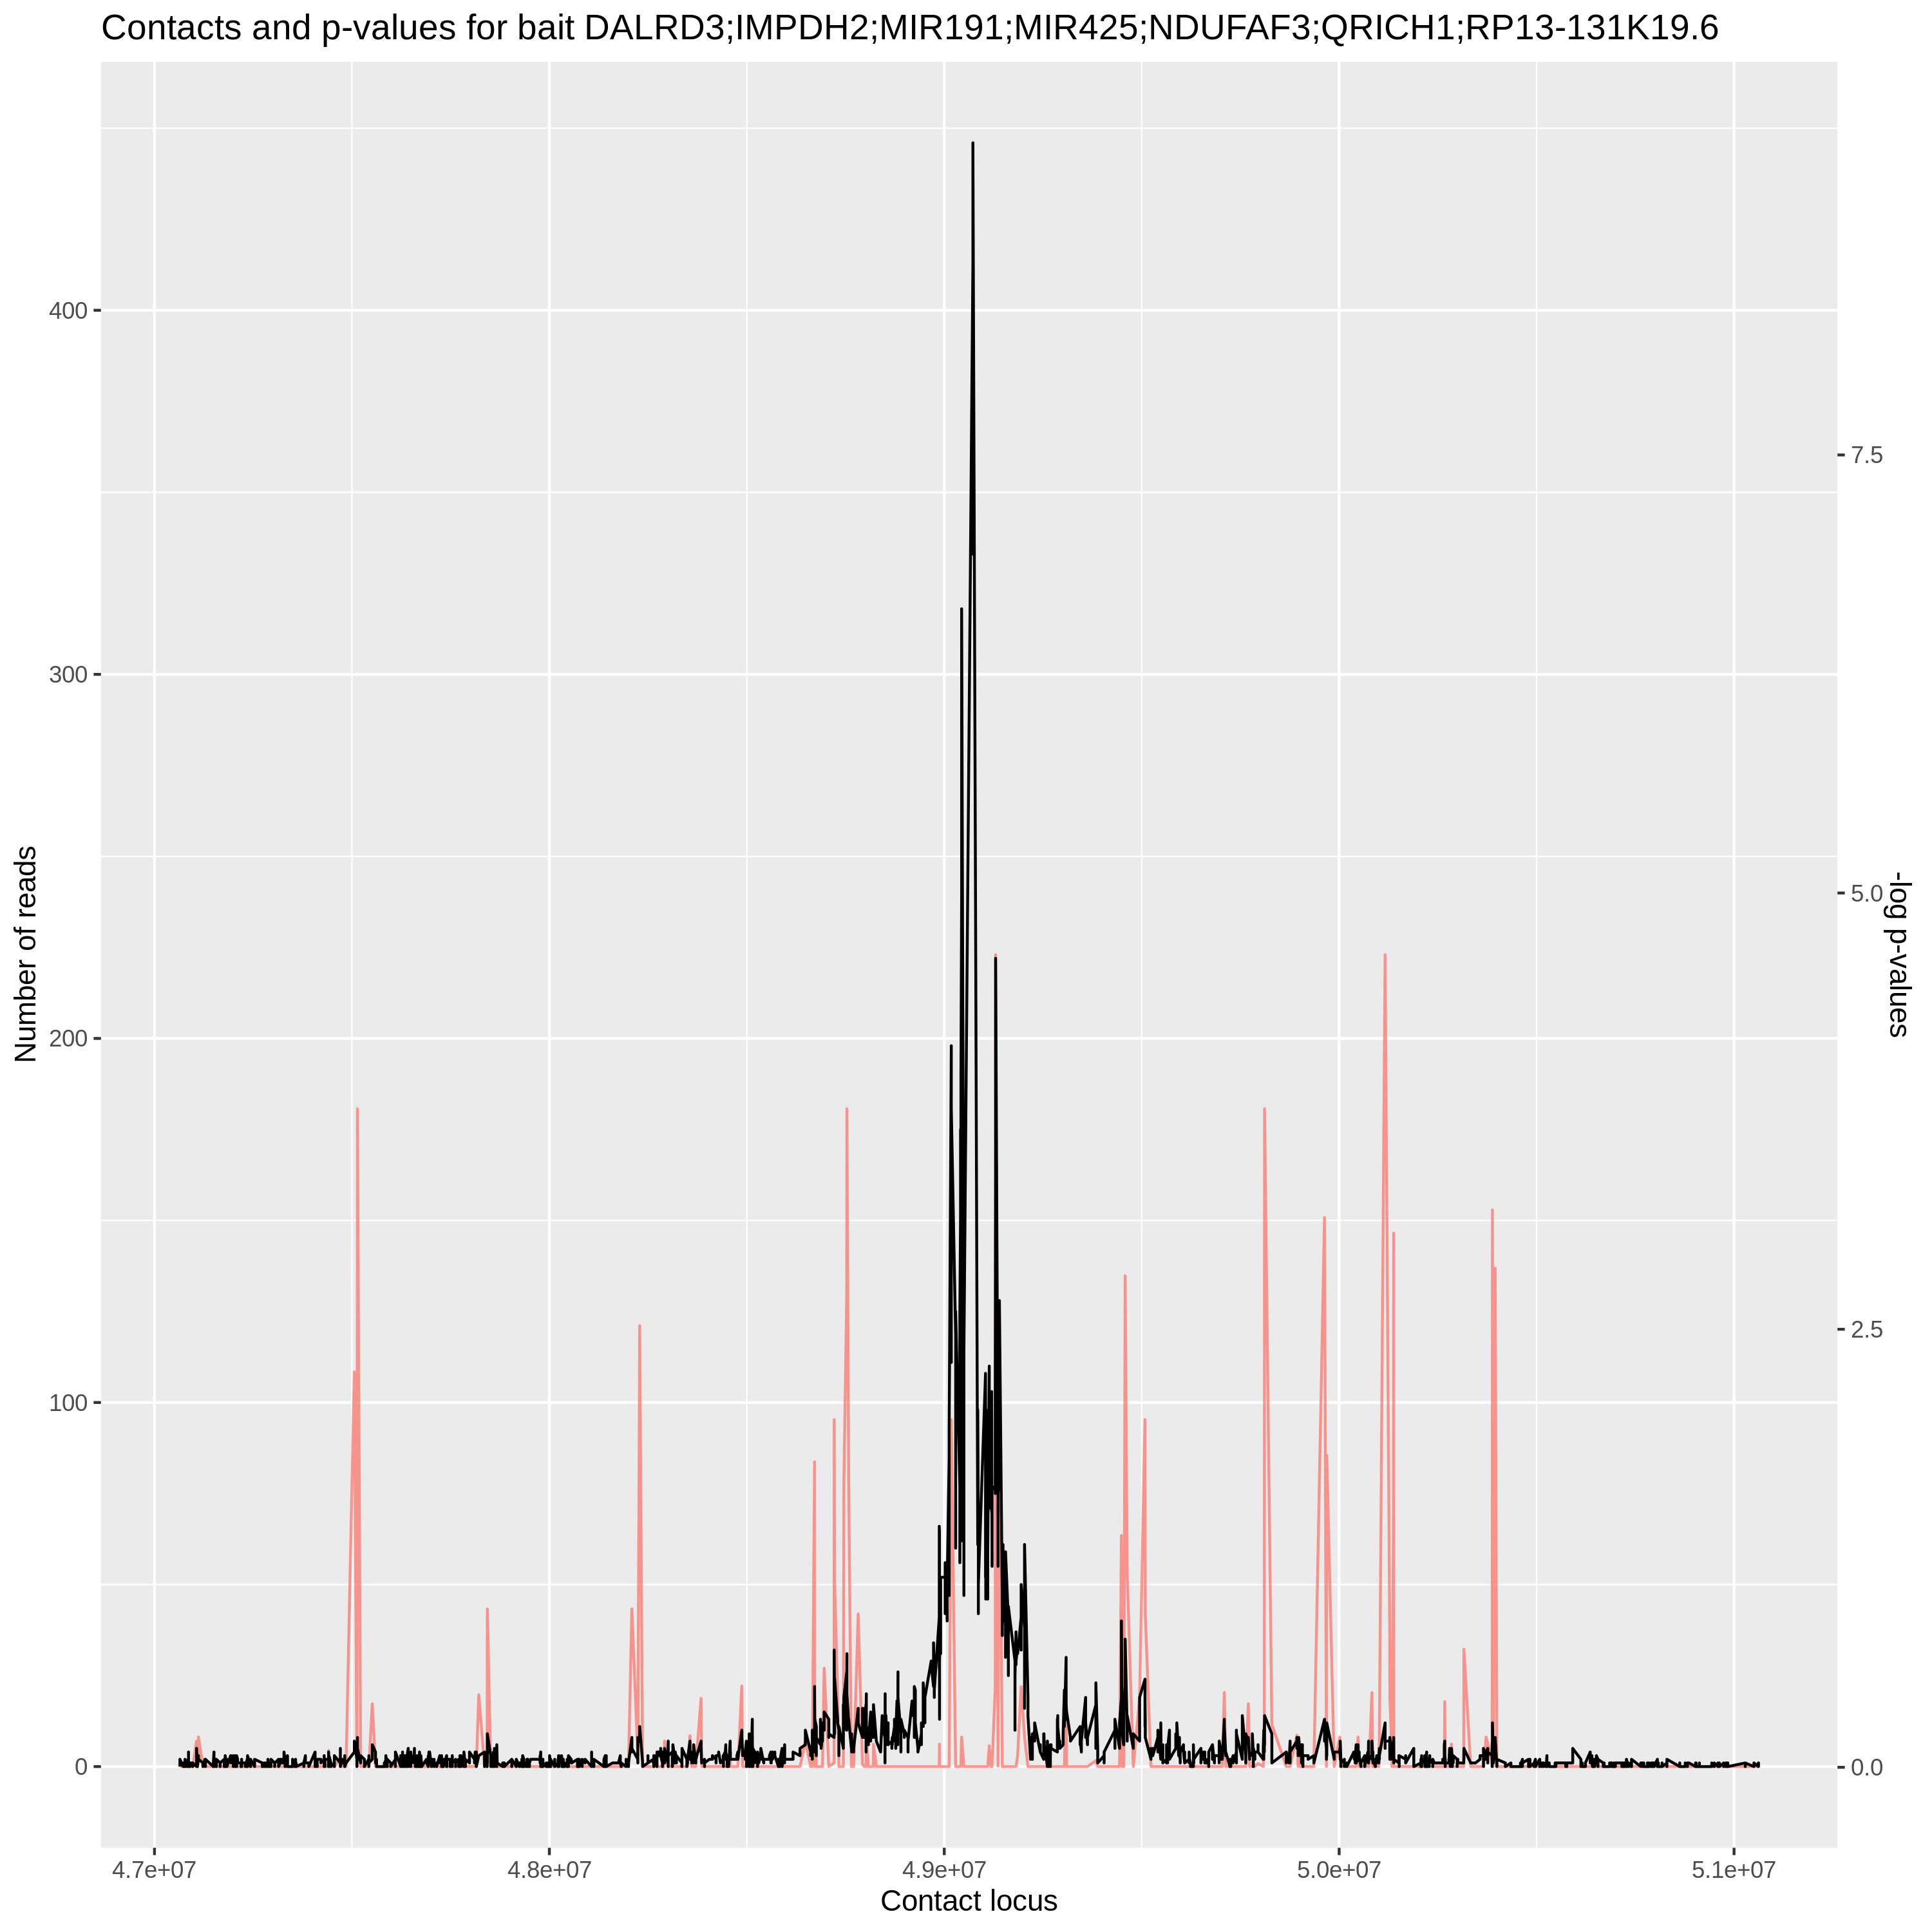 Contacts and p-values for bait DALRD3;IMPDH2;MIR191;MIR425;NDUFAF3;QRICH1;RP13-131K19.6
400
300
200
100
0
Number of reads
7.5
5.0
2.5
0.0
-log p-values
4.7e+07 4.8e+07 4.9e+07 5.0e+07 5.1e+07
Contact locus